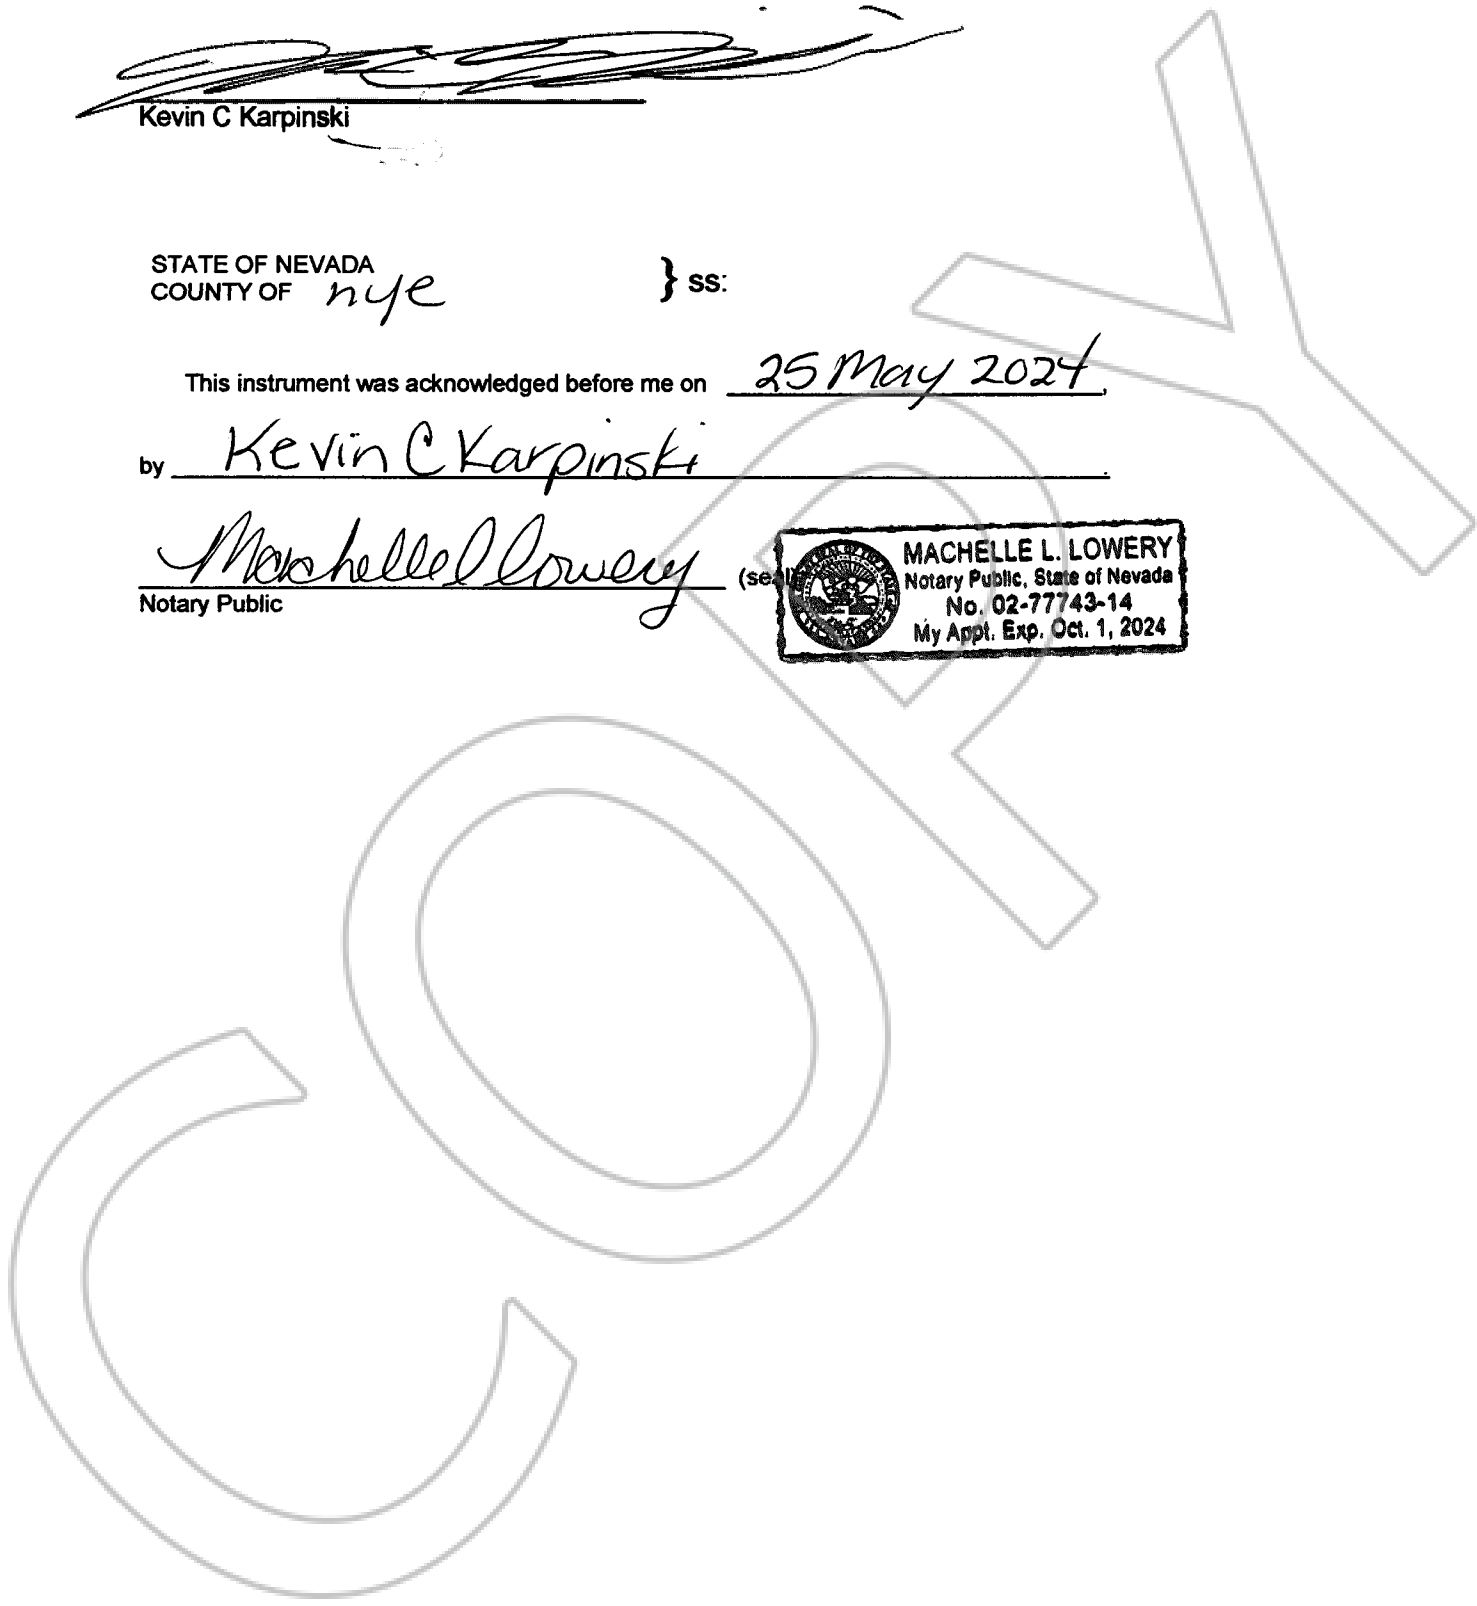 Kevin C Karpinski
STATE OF NEVADA
COUNTY OF nye
} ss:
This instrument was acknowledged before me on 25 May 2024,
by Kevin C Karpinski.
Machelle L Lowery (seal)
Notary Public
MACHELLE L. LOWERY
Notary Public, State of Nevada
No. 02-77743-14
My Appt. Exp. Oct. 1, 2024
COPY